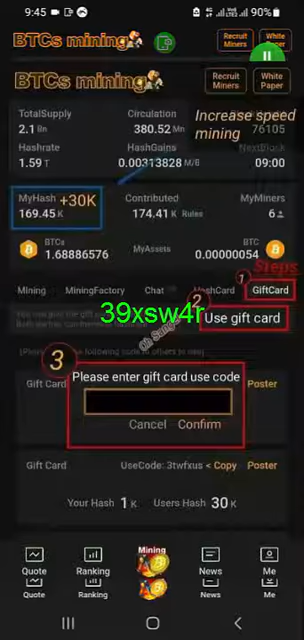 9:45
90%
BTCs mining
Recruit Miners
White Paper
BTCs mining
Recruit Miners
White Paper
TotalSupply
2.1 Bn
Circulation
380.52 Mn
Increase speed mining
76105
Hashrate
1.59 T
HashGains
0.00313828 M/B
NextBlock
09:00
MyHash +30K
169.45 K
Contributed
174.41 K Rules
MyMiners
6
BTCs
1.68886576
MyAssets
BTC
0.00000054
Steps
1
Mining
MiningFactory
Chat
HashCard
GiftCard
2
39xsw4r
Use gift card
3
Gift Card
Please enter gift card use code
Poster
Cancel
Confirm
Gift Card
UseCode: 3twfxus < Copy
Poster
Your Hash 1 K
Users Hash 30 K
Mining
Quote
Ranking
News
Me
Quote
Ranking
News
Me